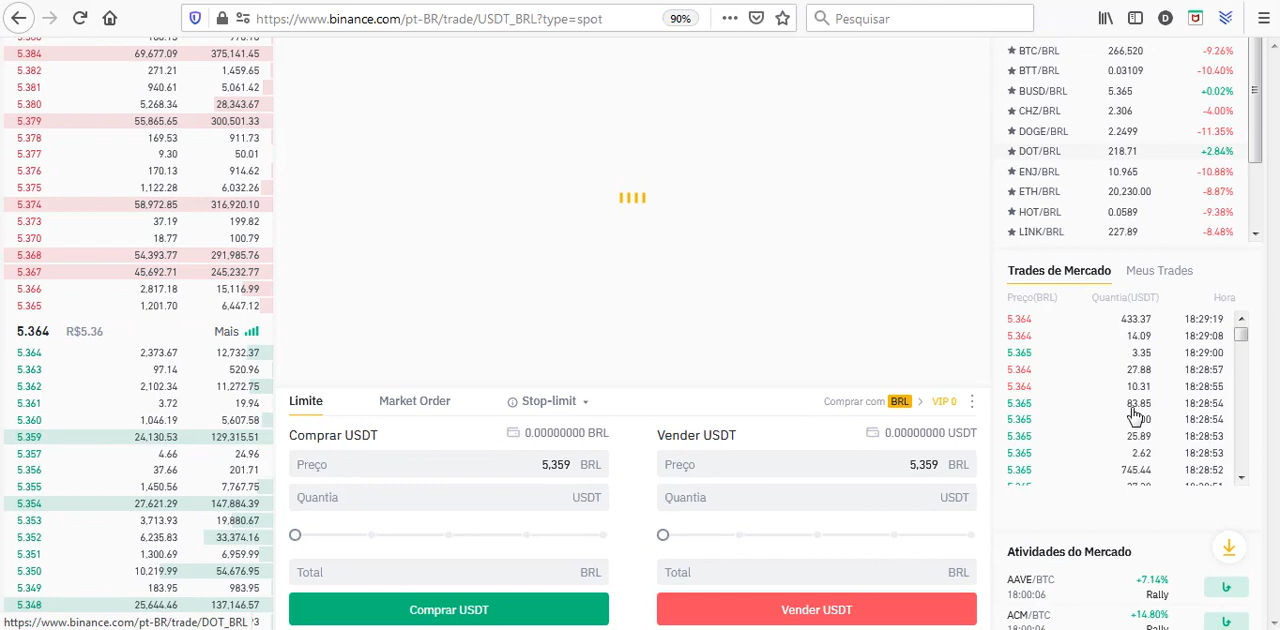 https://www.binance.com/pt-BR/trade/USDT_BRL?type=spot 90% Pesquisar
5.384 69,677.09 375,141.45
5.382 271.21 1,459.65
5.381 940.61 5,061.42
5.380 5,268.34 28,343.67
5.379 55,865.65 300,501.33
5.378 169.53 911.73
5.377 9.30 50.01
5.376 170.13 914.62
5.375 1,122.28 6,032.26
5.374 58,972.85 316,920.10
5.373 37.19 199.82
5.370 18.77 100.79
5.368 54,393.77 291,985.76
5.367 45,692.71 245,232.77
5.366 2,817.18 15,116.99
5.365 1,201.70 6,447.12
5.364 R$5.36 Mais
5.364 2,373.67 12,732.37
5.363 97.14 520.96
5.362 2,102.34 11,272.75
5.361 3.72 19.94
5.360 1,046.19 5,607.58
5.359 24,130.53 129,315.51
5.357 4.66 24.96
5.356 37.66 201.71
5.355 1,450.56 7,767.75
5.354 27,621.29 147,884.39
5.353 3,713.93 19,880.67
5.352 6,235.83 33,374.16
5.351 1,300.69 6,959.99
5.350 10,219.99 54,676.95
5.349 183.95 983.95
5.348 25,644.46 137,146.57
https://www.binance.com/pt-BR/trade/DOT_BRL
Limite Market Order Stop-limit Comprar com BRL VIP 0
Comprar USDT 0.00000000 BRL
Preço 5,359 BRL
Quantia USDT
Total BRL
Comprar USDT
Vender USDT 0.00000000 USDT
Preço 5,359 BRL
Quantia USDT
Total BRL
Vender USDT
BTC/BRL 266,520 -9.26%
BTT/BRL 0.03109 -10.40%
BUSD/BRL 5.365 +0.02%
CHZ/BRL 2.306 -4.00%
DOGE/BRL 2.2499 -11.35%
DOT/BRL 218.71 +2.84%
ENJ/BRL 10.965 -10.88%
ETH/BRL 20,230.00 -8.87%
HOT/BRL 0.0589 -9.38%
LINK/BRL 227.89 -8.48%
Trades de Mercado Meus Trades
Preço(BRL) Quantia(USDT) Hora
5.364 433.37 18:29:19
5.364 14.09 18:29:08
5.365 3.35 18:29:00
5.364 27.88 18:28:57
5.364 10.31 18:28:55
5.365 83.85 18:28:54
5.365 18:28:54
5.365 25.89 18:28:53
5.365 2.62 18:28:53
5.365 745.44 18:28:52
Atividades do Mercado
AAVE/BTC +7.14%
18:00:06 Rally
ACM/BTC +14.80%
18:00:06 Rally